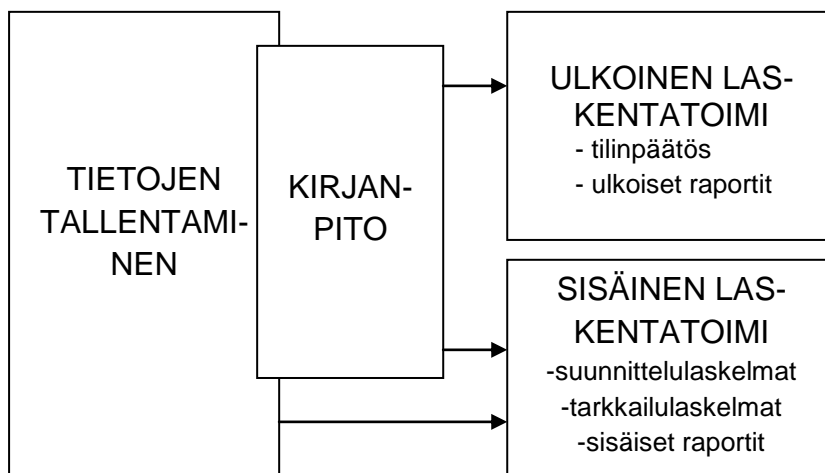 TIETOJEN
TALLENTAMI-
NEN
KIRJAN-
PITO
ULKOINEN LAS-
KENTATOIMI
- tilinpäätös
- ulkoiset raportit
SISÄINEN LAS-
KENTATOIMI
-suunnittelulaskelmat
-tarkkailulaskelmat
-sisäiset raportit